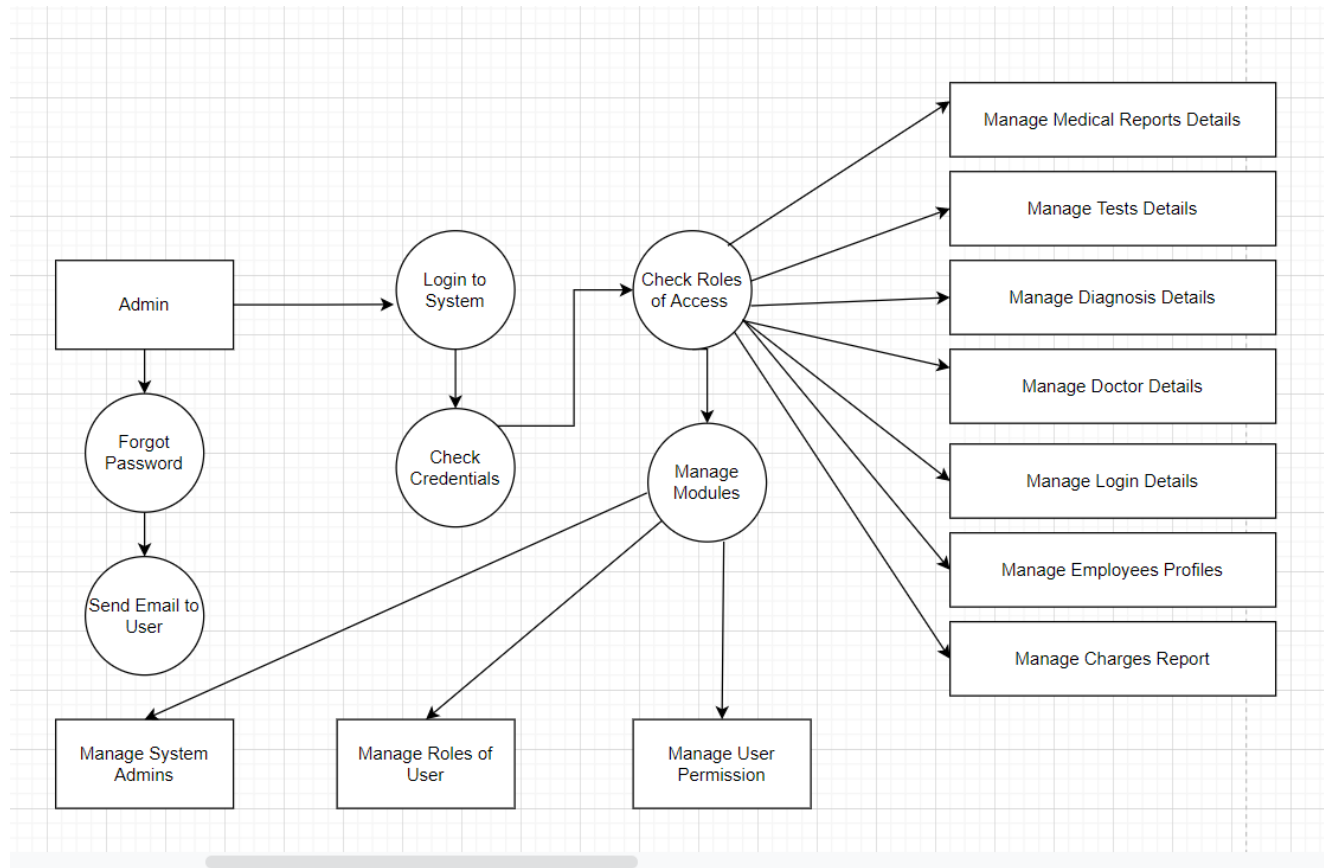 Manage Medical Reports Details
Manage Tests Details
Login to
System
Check Roles
of Access
Admin
Manage Diagnosis Details
Manage Doctor Details
Forgot
Password
Check
Credentials
Manage
Modules
Manage Login Details
Manage Employees Profiles
Send Email to
User
Manage Charges Report
Manage System
Admins
Manage Roles of
User
Manage User
Permission